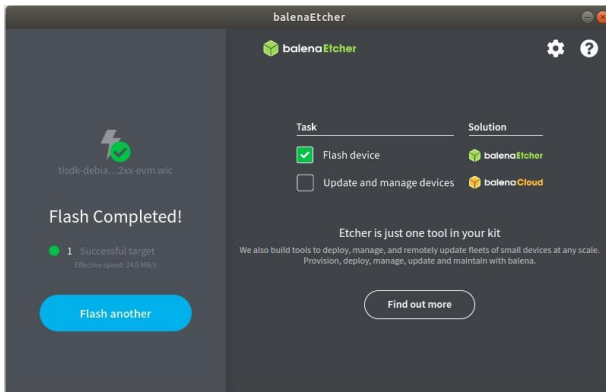 balenaEtcher
balenaEtcher
tisdk-debia...2xx-evm.wic
Flash Completed!
1 Successful target
Effective speed: 24.0 MB/s
Flash another
Task Solution
Flash device balenaEtcher
Update and manage devices balenaCloud
Etcher is just one tool in your kit
We also build tools to deploy, manage, and remotely update fleets of small devices at any scale.
Provision, deploy, manage, update and maintain with balena.
Find out more